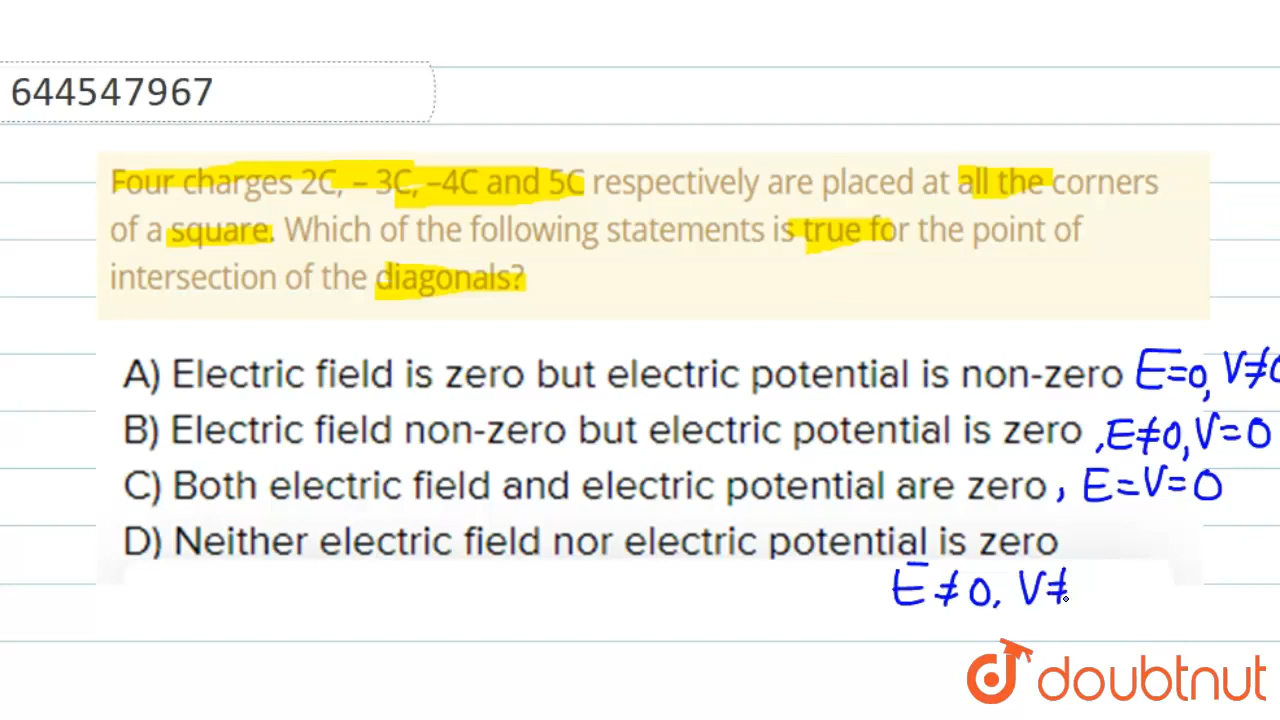 644547967
Four charges 2C, – 3C, –4C and 5C respectively are placed at all the corners
of a square. Which of the following statements is true for the point of
intersection of the diagonals?
A) Electric field is zero but electric potential is non-zero E=0, V≠0
B) Electric field non-zero but electric potential is zero , E≠0, V=0
C) Both electric field and electric potential are zero , E=V=0
D) Neither electric field nor electric potential is zero
E≠0, V≠
doubtnut